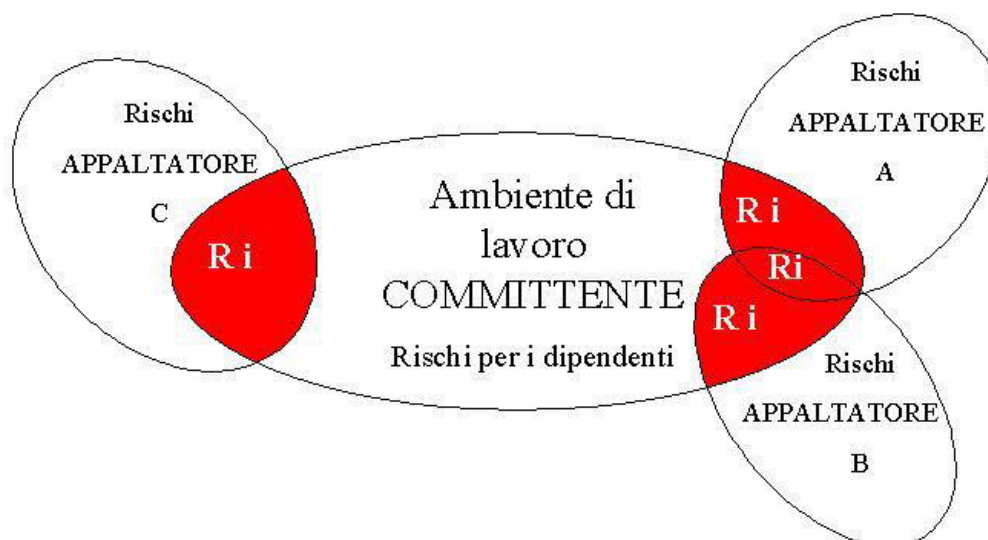 Rischi
APPALTATORE
C
R i
Ambiente di
lavoro
COMMITTENTE
Rischi per i dipendenti
Rischi
APPALTATORE
A
R i
Ri
R i
Rischi
APPALTATORE
B